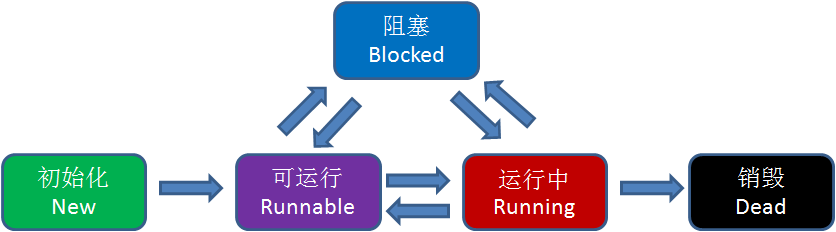 阻塞
Blocked
初始化
New
可运行
Runnable
运行中
Running
销毁
Dead